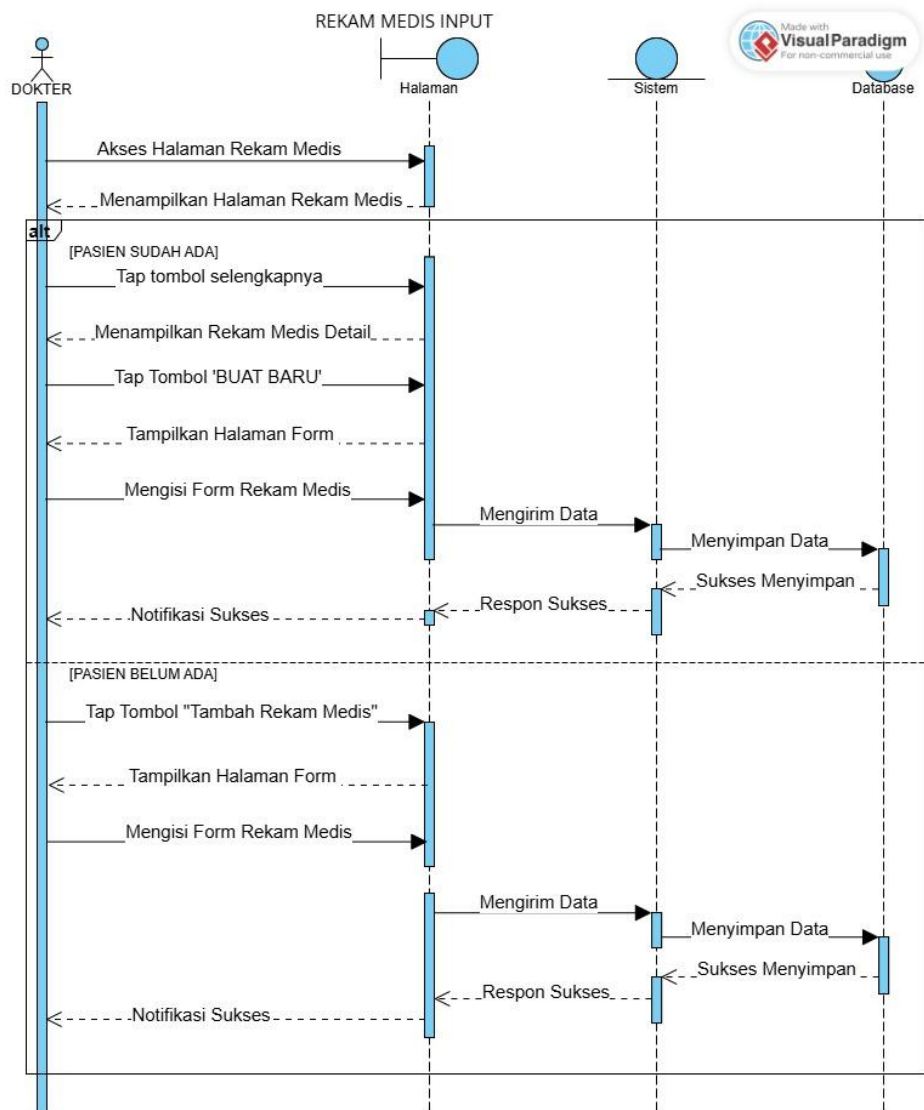 REKAM MEDIS INPUT
Made with
Visual Paradigm
For non-commercial use
DOKTER
Halaman
Sistem
Database
Akses Halaman Rekam Medis
Menampilkan Halaman Rekam Medis
alt
[PASIEN SUDAH ADA]
Tap tombol selengkapnya
Menampilkan Rekam Medis Detail
Tap Tombol 'BUAT BARU'
Tampilkan Halaman Form
Mengisi Form Rekam Medis
Mengirim Data
Menyimpan Data
Sukses Menyimpan
Respon Sukses
Notifikasi Sukses
[PASIEN BELUM ADA]
Tap Tombol "Tambah Rekam Medis"
Tampilkan Halaman Form
Mengisi Form Rekam Medis
Mengirim Data
Menyimpan Data
Sukses Menyimpan
Respon Sukses
Notifikasi Sukses